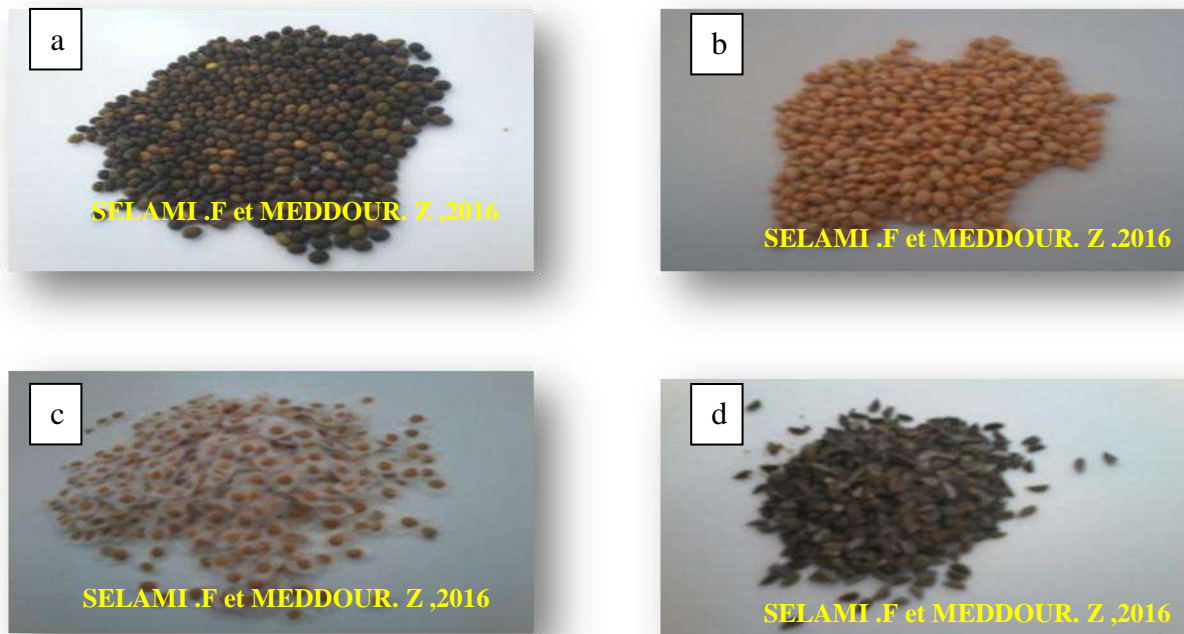 a
SELAMI .F et MEDDOUR. Z ,2016
b
SELAMI .F et MEDDOUR. Z .2016
c
SELAMI .F et MEDDOUR. Z ,2016
d
SELAMI .F et MEDDOUR. Z ,2016